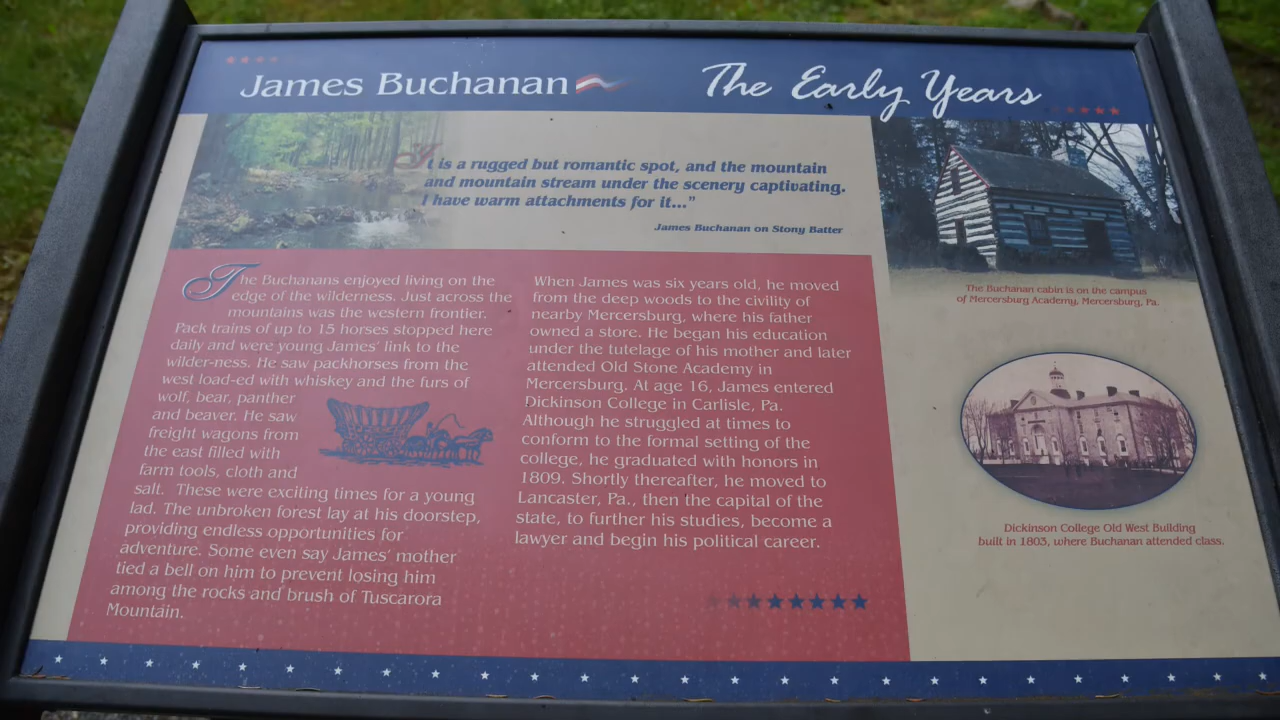 James Buchanan
The Early Years
It is a rugged but romantic spot, and the mountain
and mountain stream under the scenery captivating.
I have warm attachments for it..."
James Buchanan on Stony Batter
The Buchanans enjoyed living on the
edge of the wilderness. Just across the
mountains was the western frontier.
Pack trains of up to 15 horses stopped here
daily and were young James' link to the
wilder-ness. He saw packhorses from the
west load-ed with whiskey and the furs of
wolf, bear, panther
and beaver. He saw
freight wagons from
the east filled with
farm tools, cloth and
salt. These were exciting times for a young
lad. The unbroken forest lay at his doorstep,
providing endless opportunities for
adventure. Some even say James' mother
tied a bell on him to prevent losing him
among the rocks and brush of Tuscarora
Mountain.
When James was six years old, he moved
from the deep woods to the civility of
nearby Mercersburg, where his father
owned a store. He began his education
under the tutelage of his mother and later
attended Old Stone Academy in
Mercersburg. At age 16, James entered
Dickinson College in Carlisle, Pa.
Although he struggled at times to
conform to the formal setting of the
college, he graduated with honors in
1809. Shortly thereafter, he moved to
Lancaster, Pa., then the capital of the
state, to further his studies, become a
lawyer and begin his political career.
The Buchanan cabin is on the campus
of Mercersburg Academy, Mercersburg, Pa.
Dickinson College Old West Building
built in 1803, where Buchanan attended class.